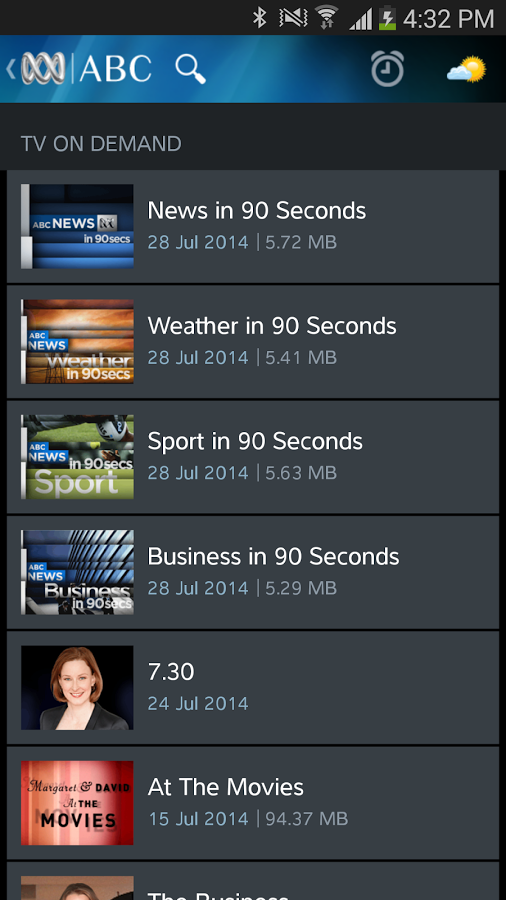 4:32 PM
ABC
TV ON DEMAND
ABC NEWS
in 90secs
News in 90 Seconds
28 Jul 2014 | 5.72 MB
ABC
NEWS
Weather
in 90secs
Weather in 90 Seconds
28 Jul 2014 | 5.41 MB
ABC
NEWS
in 90secs
Sport
Sport in 90 Seconds
28 Jul 2014 | 5.63 MB
ABC
NEWS
Business
in 90secs
Business in 90 Seconds
28 Jul 2014 | 5.29 MB
7.30
24 Jul 2014
Margaret & DAVID
At THE
MOVIES
At The Movies
15 Jul 2014 | 94.37 MB
The Business